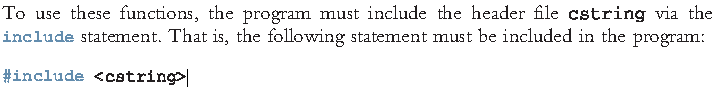 To use these functions, the program must include the header file cstring via the
include statement. That is, the following statement must be included in the program:
#include <cstring>